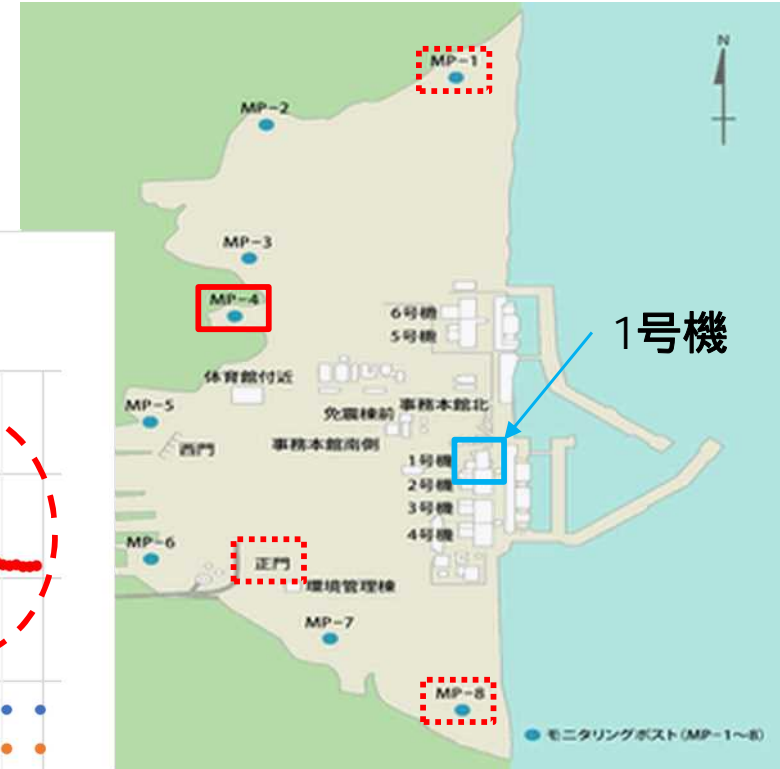 N
MP-1
MP-2
MP-3
MP-4
6号機
5号機
1号機
体育館付近
MP-5
免震棟前
事務本館北
西門
事務本館南側
1号機
2号機
3号機
4号機
MP-6
正門
環境管理棟
MP-7
MP-8
モニタリングポスト(MP-1～8)